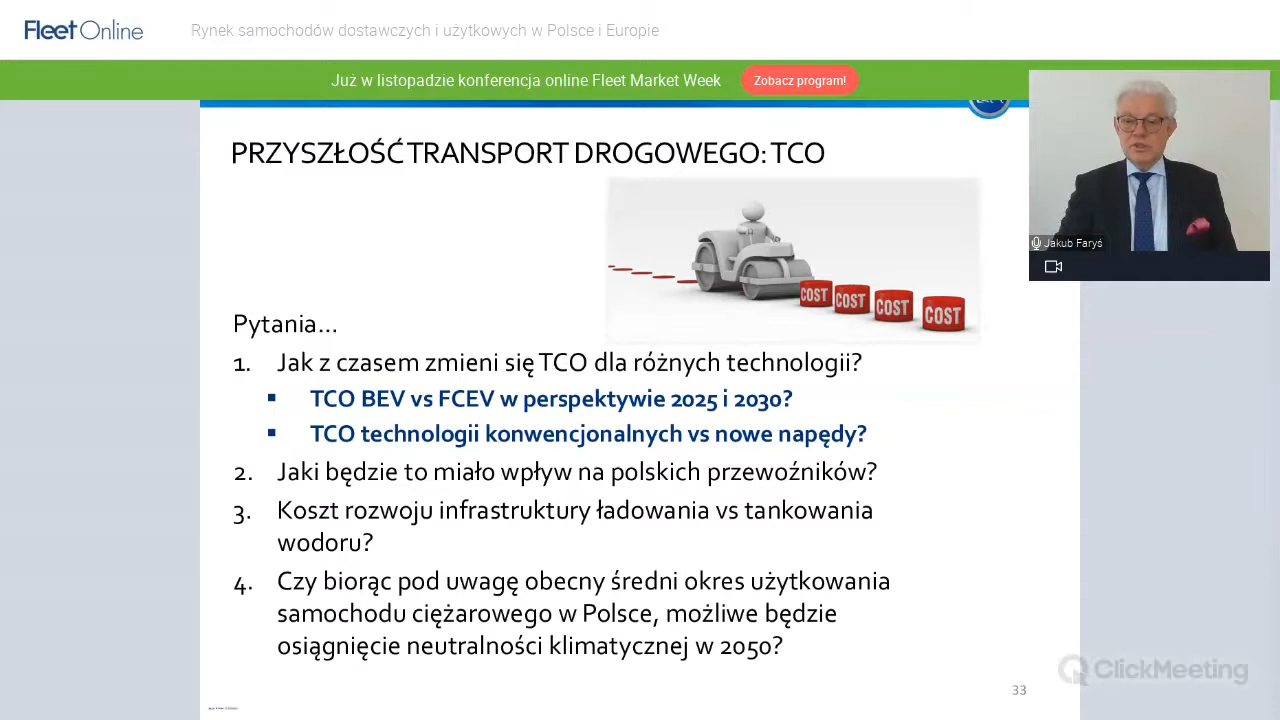 FleetOnline
Rynek samochodów dostawczych i użytkowych w Polsce i Europie
Już w listopadzie konferencja online Fleet Market Week
Zobacz program!
PRZYSZŁOŚĆ TRANSPORT DROGOWEGO: TCO
COST COST COST COST
Jakub Faryś
Pytania...
1. Jak z czasem zmieni się TCO dla różnych technologii?
▪ TCO BEV vs FCEV w perspektywie 2025 i 2030?
▪ TCO technologii konwencjonalnych vs nowe napędy?
2. Jaki będzie to miało wpływ na polskich przewoźników?
3. Koszt rozwoju infrastruktury ładowania vs tankowania
wodoru?
4. Czy biorąc pod uwagę obecny średni okres użytkowania
samochodu ciężarowego w Polsce, możliwe będzie
osiągnięcie neutralności klimatycznej w 2050?
33
ClickMeeting